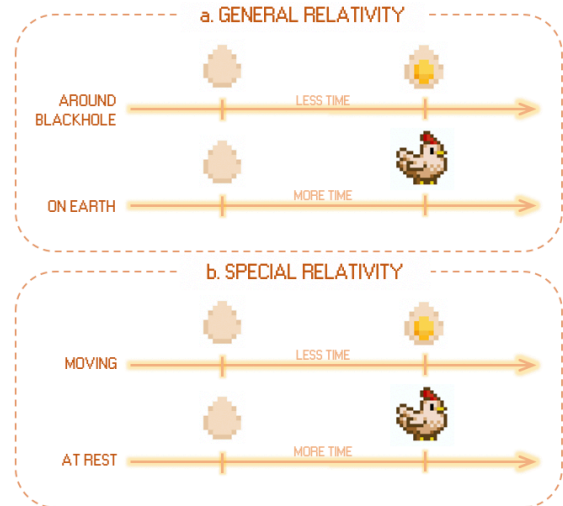 a. GENERAL RELATIVITY
AROUND
BLACKHOLE
LESS TIME
ON EARTH
MORE TIME
b. SPECIAL RELATIVITY
MOVING
LESS TIME
AT REST
MORE TIME